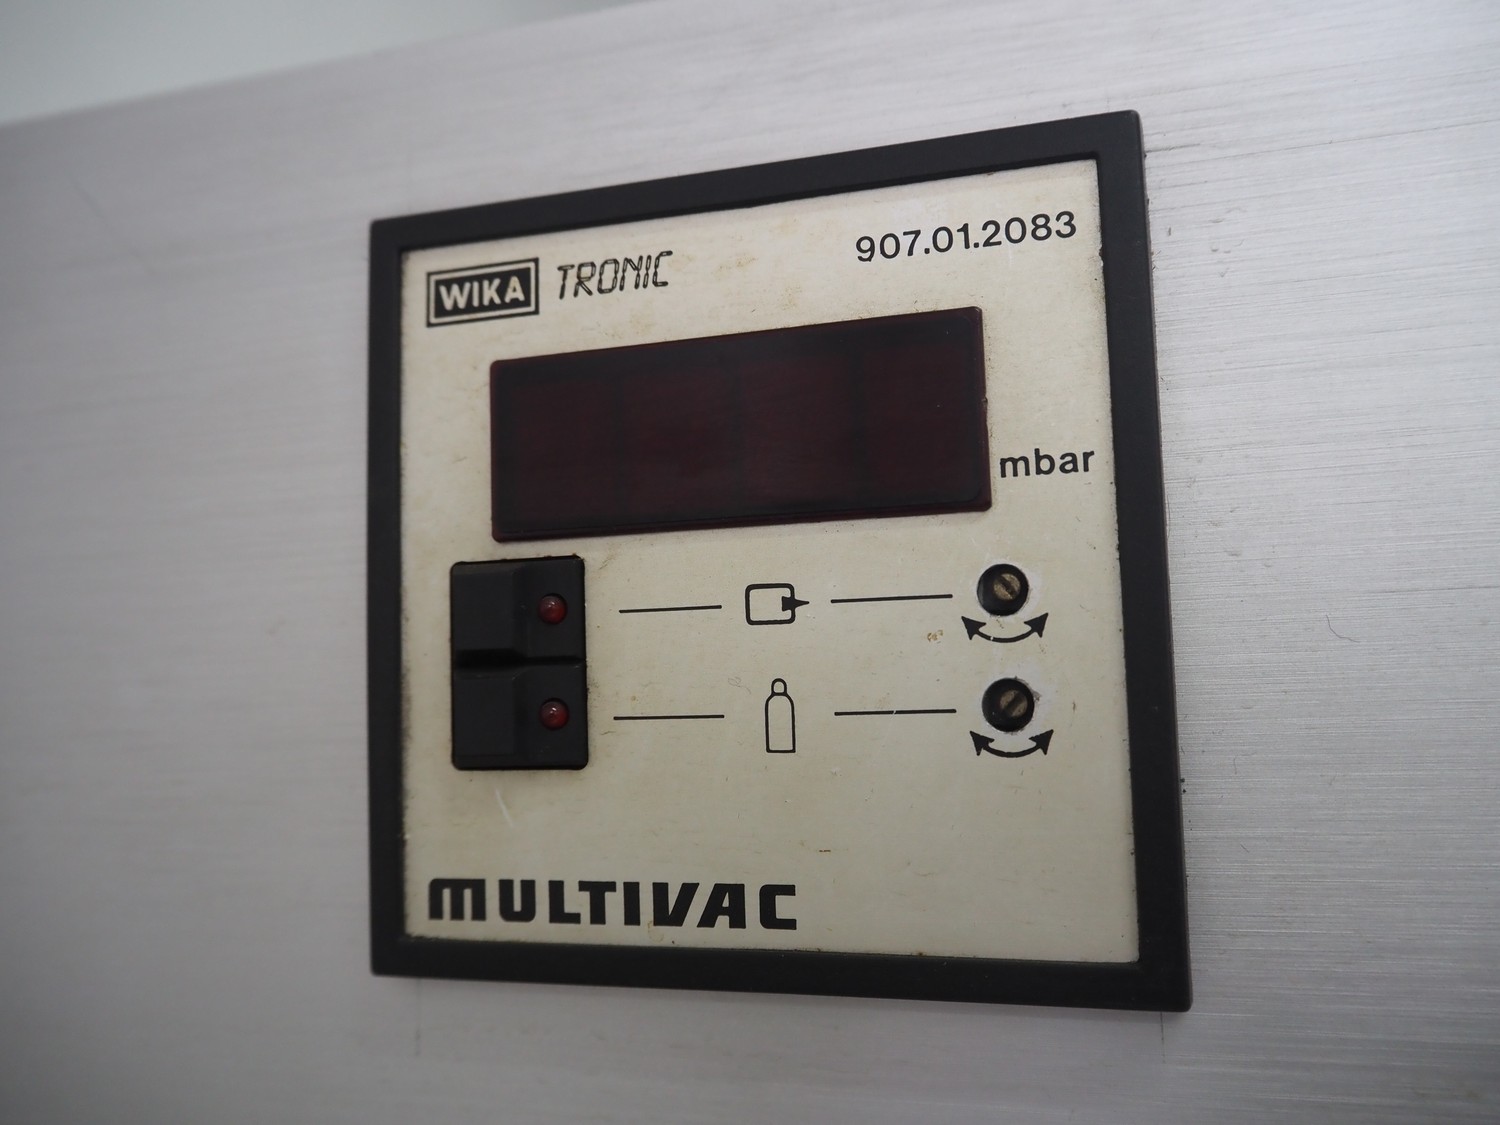 WIKA TRONIC
907.01.2083
mbar
MULTIVAC